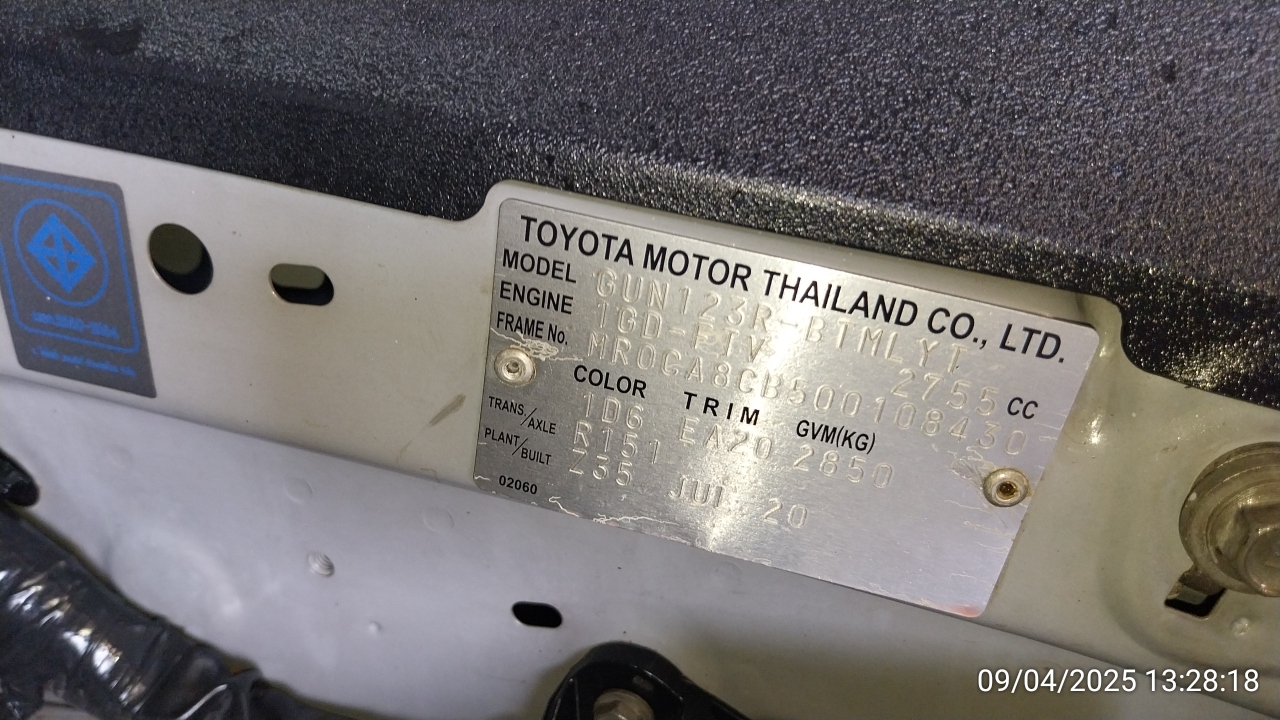 TOYOTA MOTOR THAILAND CO., LTD.
MODEL GUN123R-BTMLYT
ENGINE 1GD-FTV 2755 CC
FRAME No. MR0CA8CB500108430
COLOR TRIM GVM(KG)
1D6 EA20 2850
TRANS/AXLE R151
PLANT/BUILT Z35 JUL 20
02060
09/04/2025 13:28:18